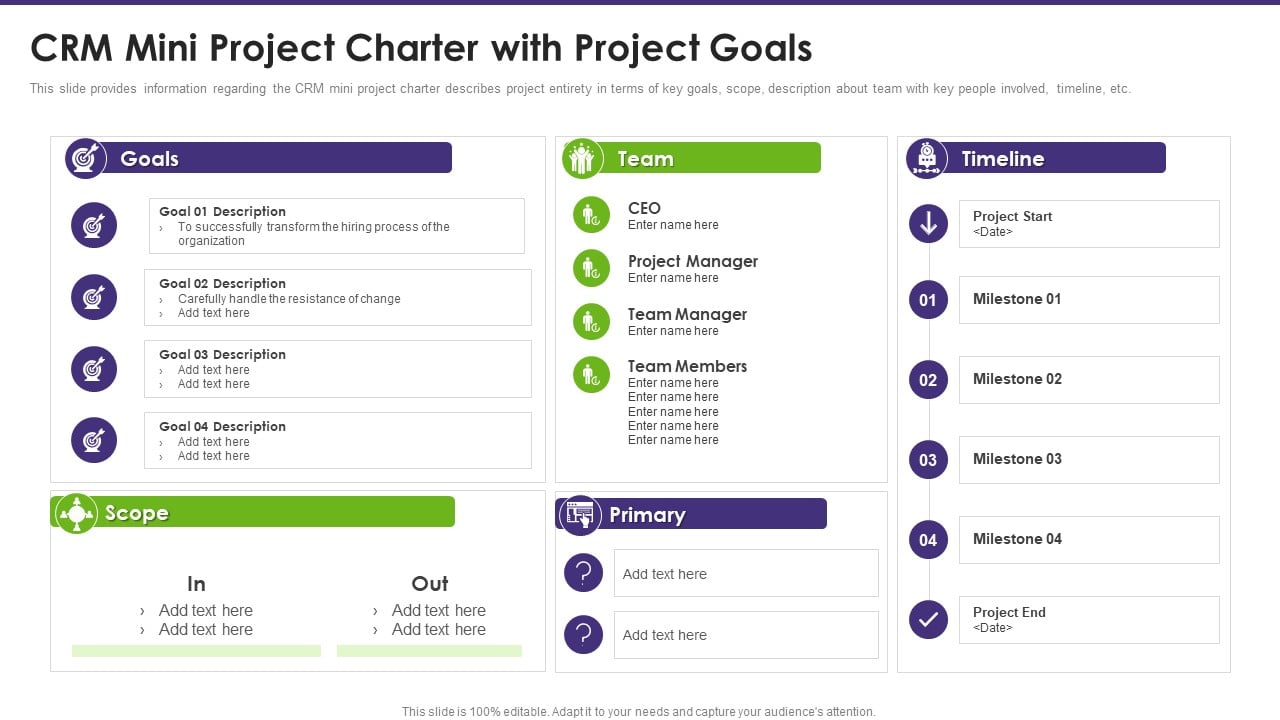 CRM Mini Project Charter with Project Goals
This slide provides information regarding the CRM mini project charter describes project entirety in terms of key goals, scope, description about team with key people involved, timeline, etc.
Goals
Goal 01 Description
› To successfully transform the hiring process of the
organization
Goal 02 Description
› Carefully handle the resistance of change
› Add text here
Goal 03 Description
› Add text here
› Add text here
Goal 04 Description
› Add text here
› Add text here
Team
CEO
Enter name here
Project Manager
Enter name here
Team Manager
Enter name here
Team Members
Enter name here
Enter name here
Enter name here
Enter name here
Enter name here
Timeline
Project Start
<Date>
01
Milestone 01
02
Milestone 02
03
Milestone 03
04
Milestone 04
Project End
<Date>
Scope
In
› Add text here
› Add text here
Out
› Add text here
› Add text here
Primary
? Add text here
? Add text here
This slide is 100% editable. Adapt it to your needs and capture your audience's attention.